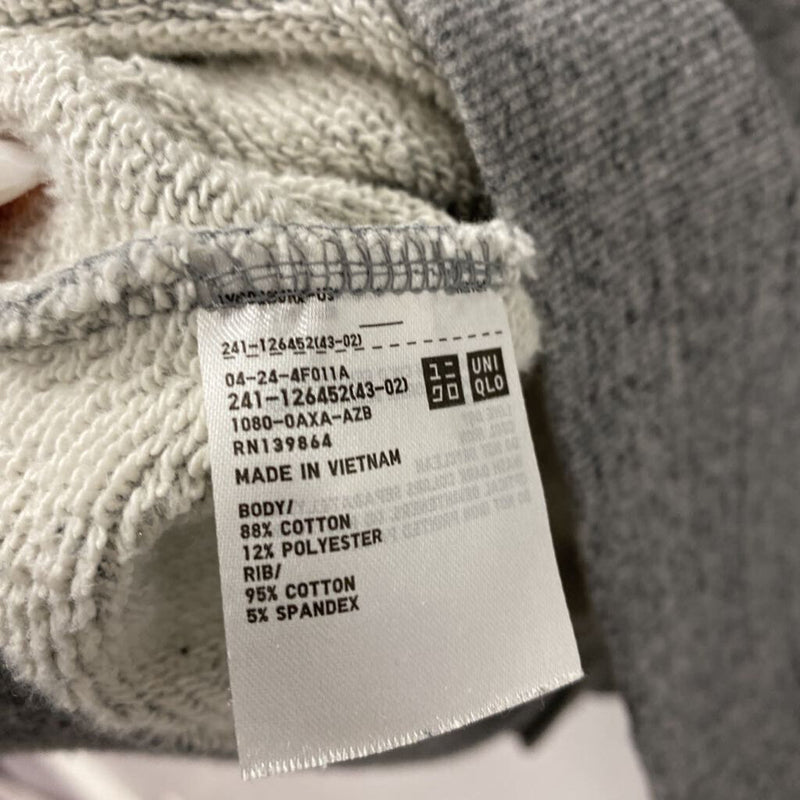 241-126452(43-02)
04-24-4F011A
241-126452(43-02)
1080-0AXA-AZB
RN139864
MADE IN VIETNAM
ユニ
クロ
UNI
QLO
BODY/
88% COTTON
12% POLYESTER
RIB/
95% COTTON
5% SPANDEX